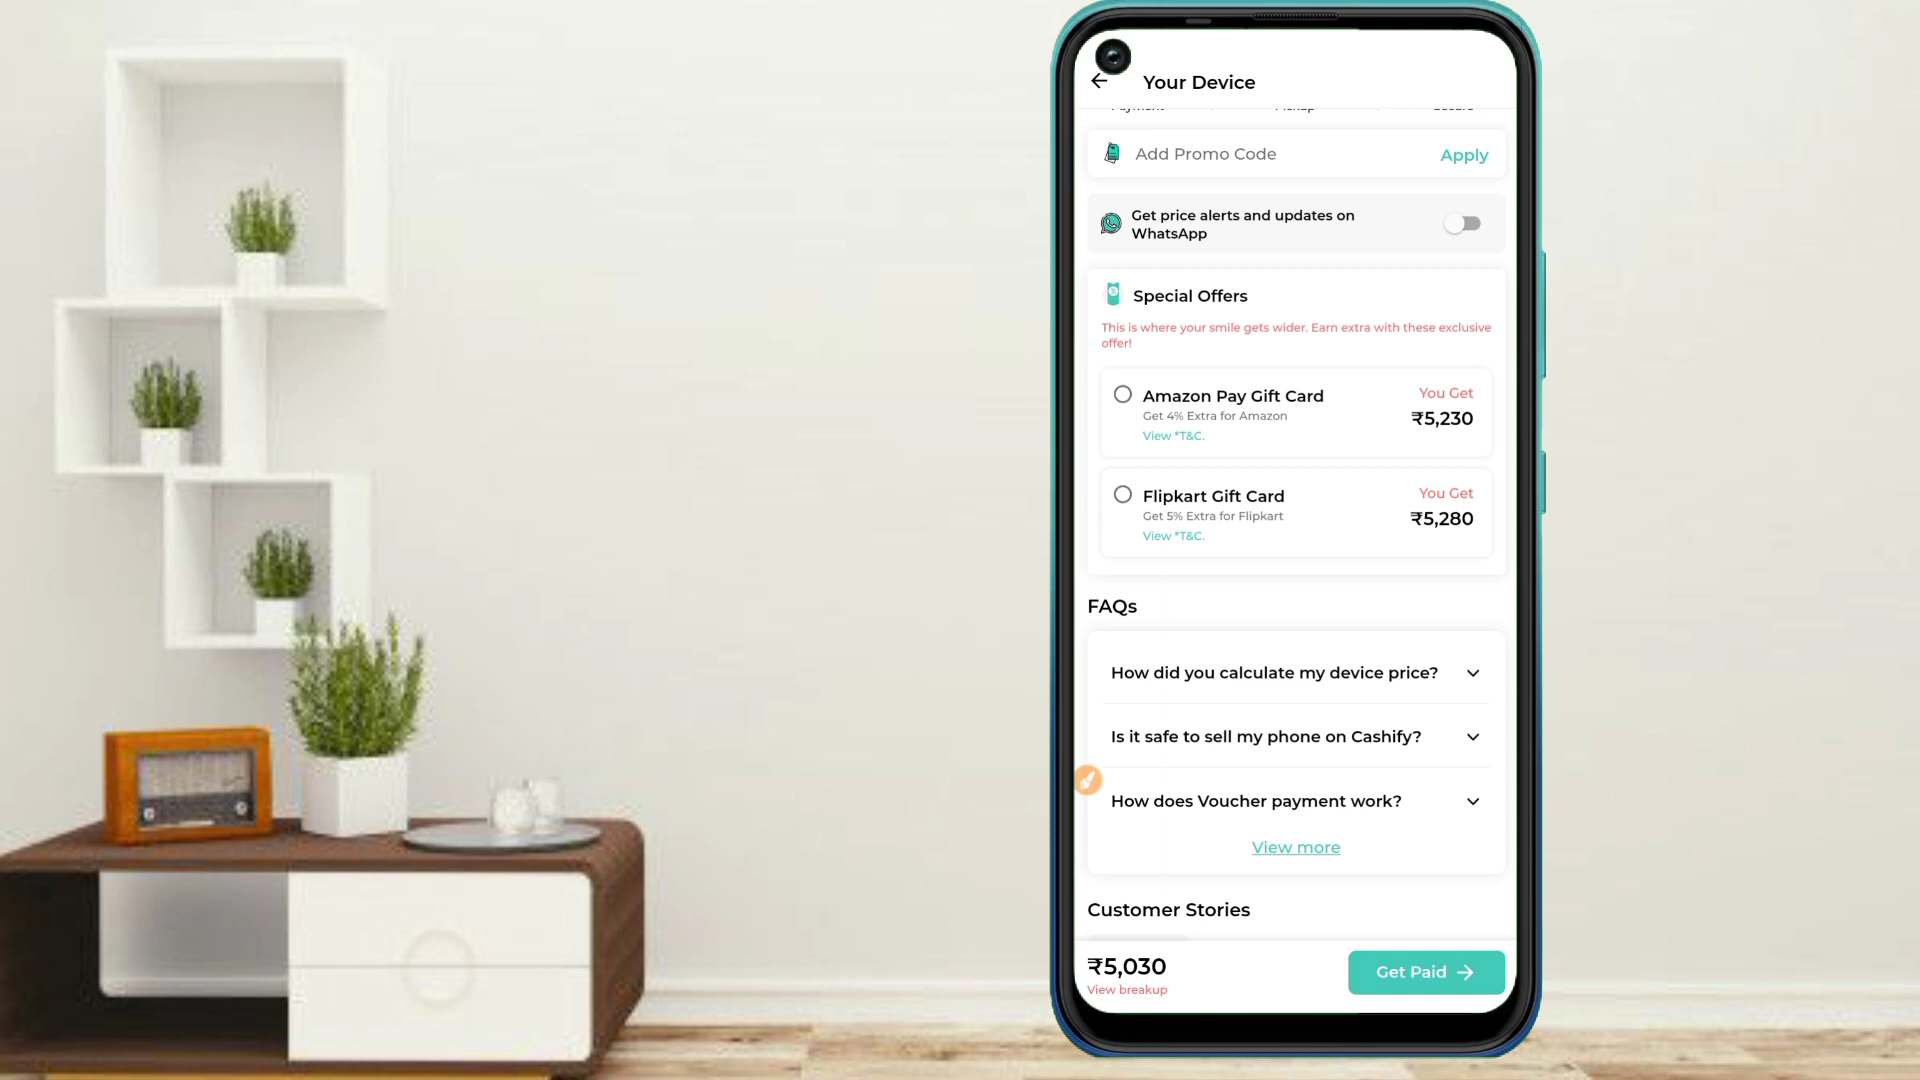 Your Device
Add Promo Code
Apply
Get price alerts and updates on
WhatsApp
Special Offers
This is where your smile gets wider. Earn extra with these exclusive
offer!
Amazon Pay Gift Card
You Get
Get 4% Extra for Amazon
₹5,230
View *T&C.
Flipkart Gift Card
You Get
Get 5% Extra for Flipkart
₹5,280
View *T&C.
FAQs
How did you calculate my device price?
Is it safe to sell my phone on Cashify?
How does Voucher payment work?
View more
Customer Stories
₹5,030
View breakup
Get Paid